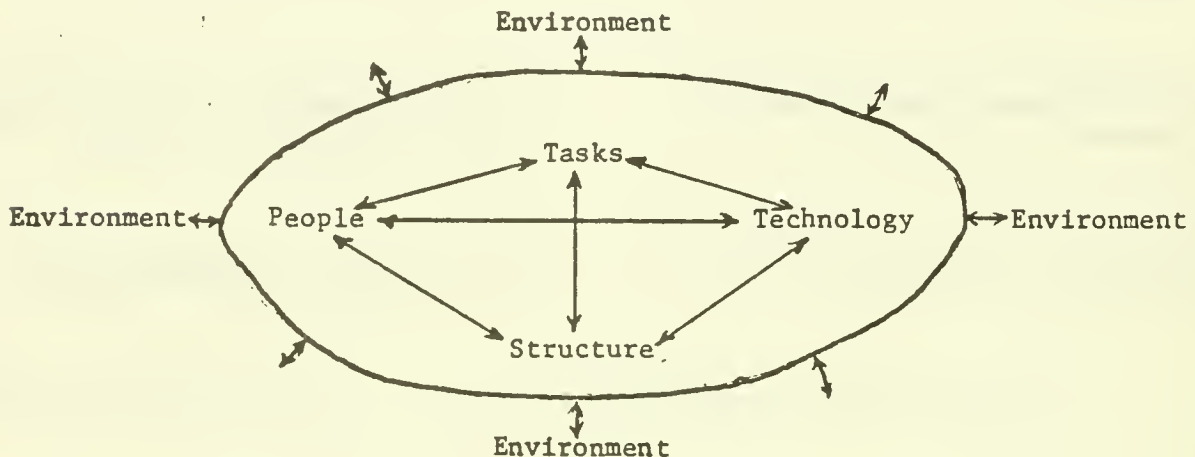 Environment
Tasks
Environment People Technology Environment
Structure
Environment